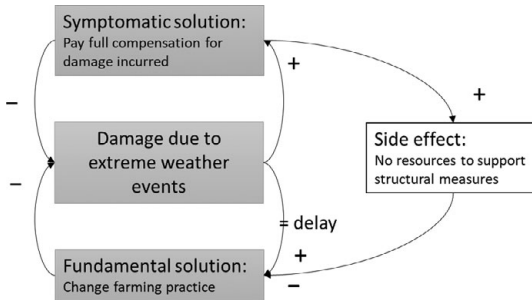 Symptomatic solution:
Pay full compensation for
damage incurred
+
−
+
Damage due to
extreme weather
events
Side effect:
No resources to support
structural measures
−
= delay
+
−
Fundamental solution:
Change farming practice